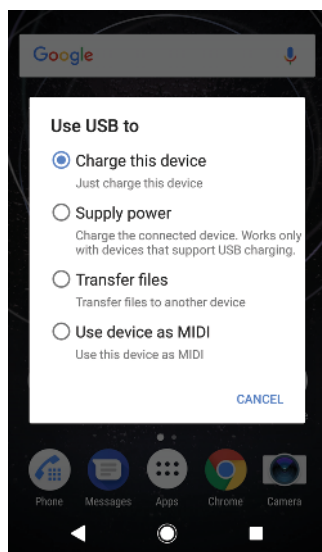 Google
Use USB to
Charge this device
Just charge this device
Supply power
Charge the connected device. Works only
with devices that support USB charging.
Transfer files
Transfer files to another device
Use device as MIDI
Use this device as MIDI
CANCEL
Phone Messages Apps Chrome Camera